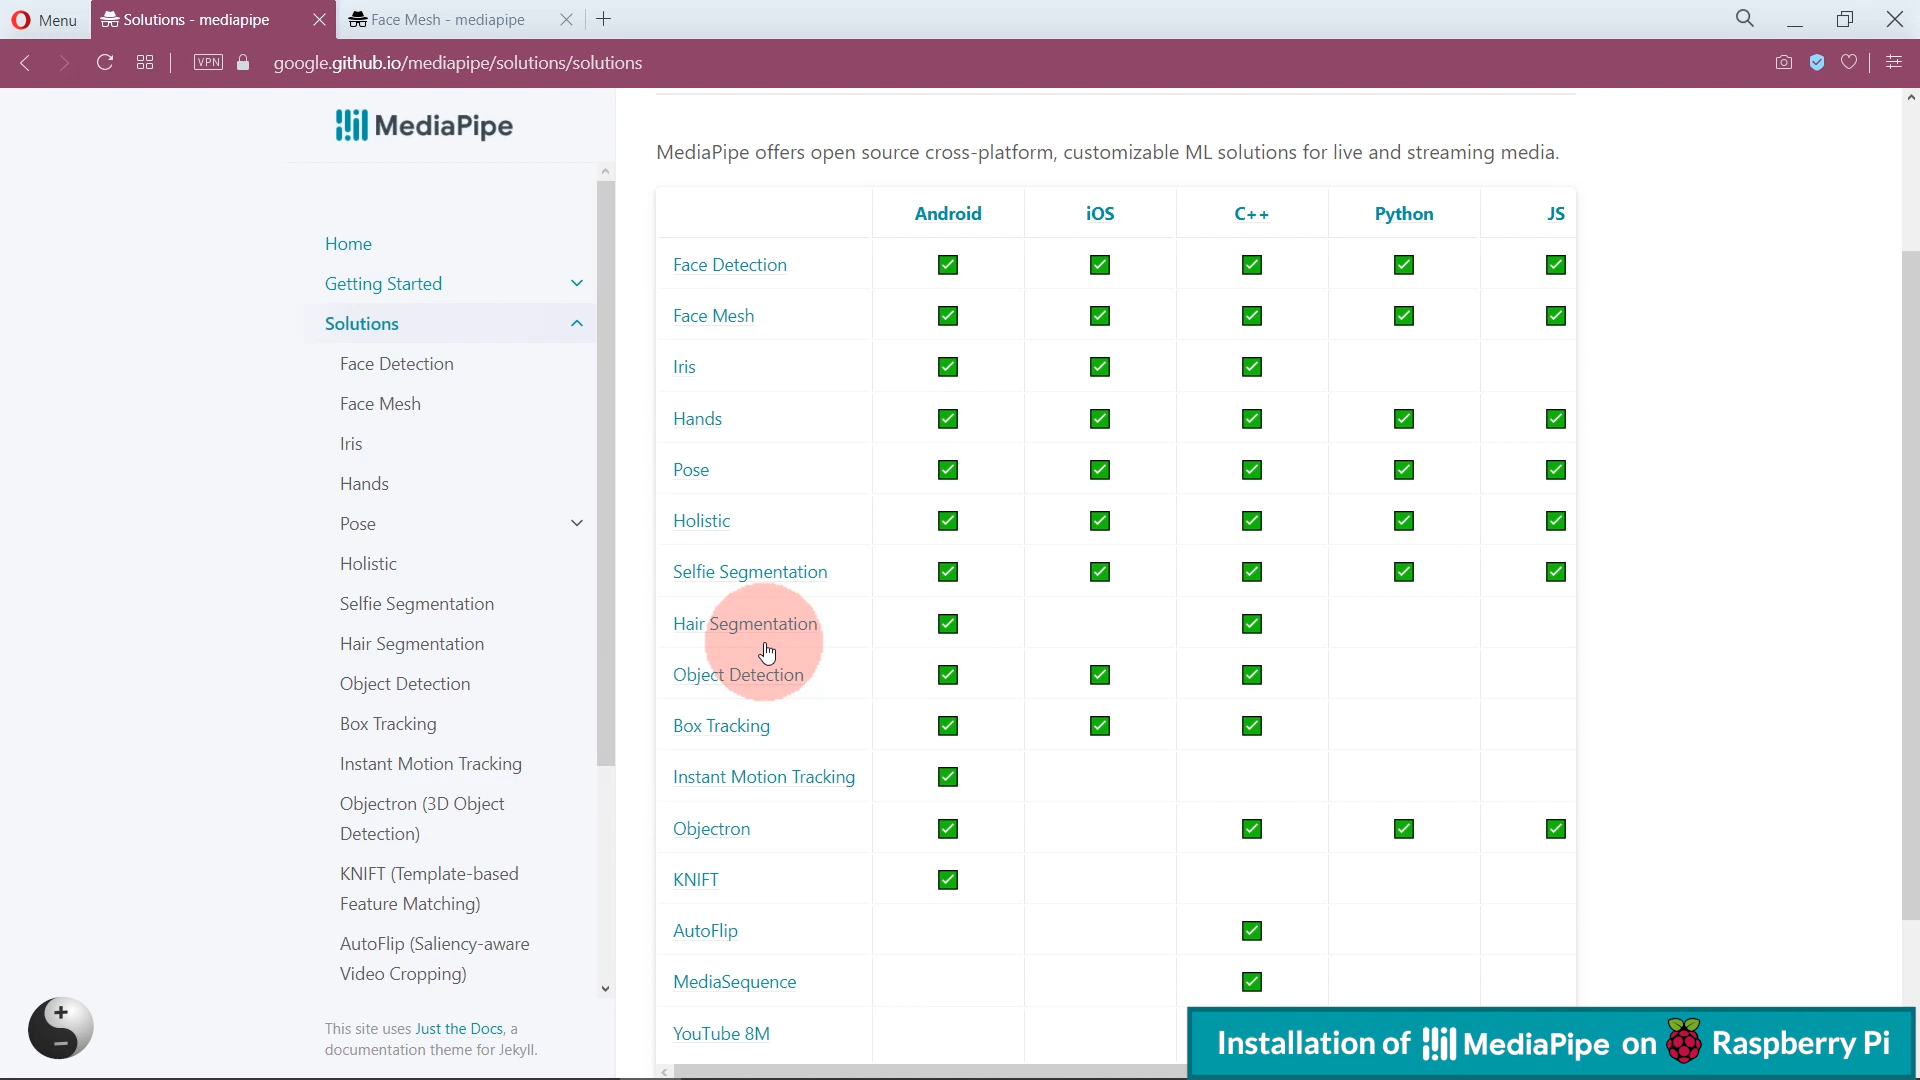 Menu
Solutions - mediapipe
Face Mesh - mediapipe
VPN
google.github.io/mediapipe/solutions/solutions
MediaPipe
Home
Getting Started
Solutions
Face Detection
Face Mesh
Iris
Hands
Pose
Holistic
Selfie Segmentation
Hair Segmentation
Object Detection
Box Tracking
Instant Motion Tracking
Objectron (3D Object
Detection)
KNIFT (Template-based
Feature Matching)
AutoFlip (Saliency-aware
Video Cropping)
This site uses Just the Docs, a
documentation theme for Jekyll.
MediaPipe offers open source cross-platform, customizable ML solutions for live and streaming media.
Android iOS C++ Python JS
Face Detection
Face Mesh
Iris
Hands
Pose
Holistic
Selfie Segmentation
Hair Segmentation
Object Detection
Box Tracking
Instant Motion Tracking
Objectron
KNIFT
AutoFlip
MediaSequence
YouTube 8M
Installation of MediaPipe on Raspberry Pi